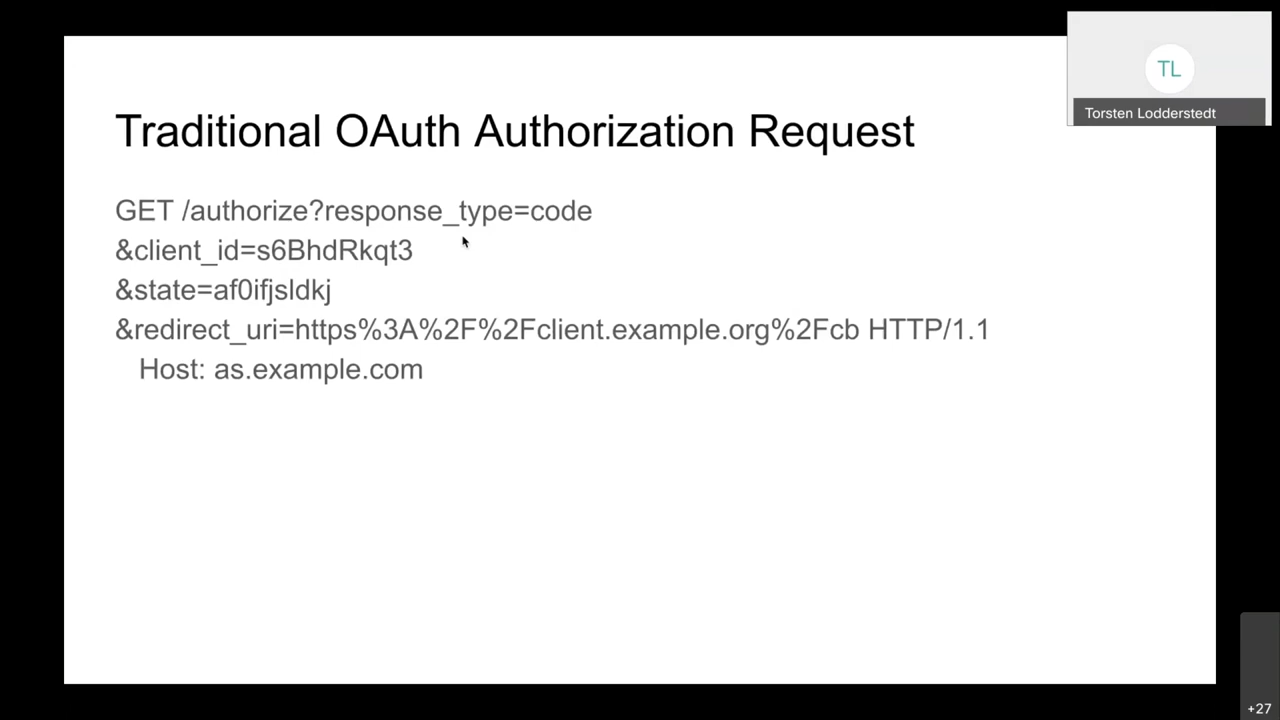 TL
Torsten Lodderstedt
Traditional OAuth Authorization Request
GET /authorize?response_type=code
&client_id=s6BhdRkqt3
&state=af0ifjsldkj
&redirect_uri=https%3A%2F%2Fclient.example.org%2Fcb HTTP/1.1
Host: as.example.com
+27